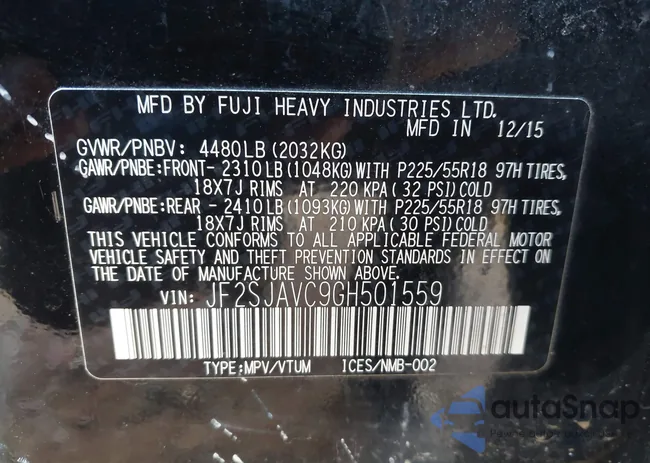 MFD BY FUJI HEAVY INDUSTRIES LTD.
MFD IN 12/15
GVWR/PNBV: 4480LB (2032KG)
GAWR/PNBE:FRONT- 2310LB(1048KG)WITH P225/55R18 97H TIRES,
18X7J RIMS AT 220 KPA(32 PSI)COLD
GAWR/PNBE:REAR -2410LB(1093KG)WITH P225/55R18 97H TIRES,
18X7J RIMS AT 210 KPA(30 PSI)COLD
THIS VEHICLE CONFORMS TO ALL APPLICABLE FEDERAL MOTOR
VEHICLE SAFETY AND THEFT PREVENTION STANDARDS IN EFFECT ON
THE DATE OF MANUFACTURE SHOWN ABOVE.
VIN: JF2SJAVC9GH501559
TYPE:MPV/VTUM ICES/NMB-002
autoSnap